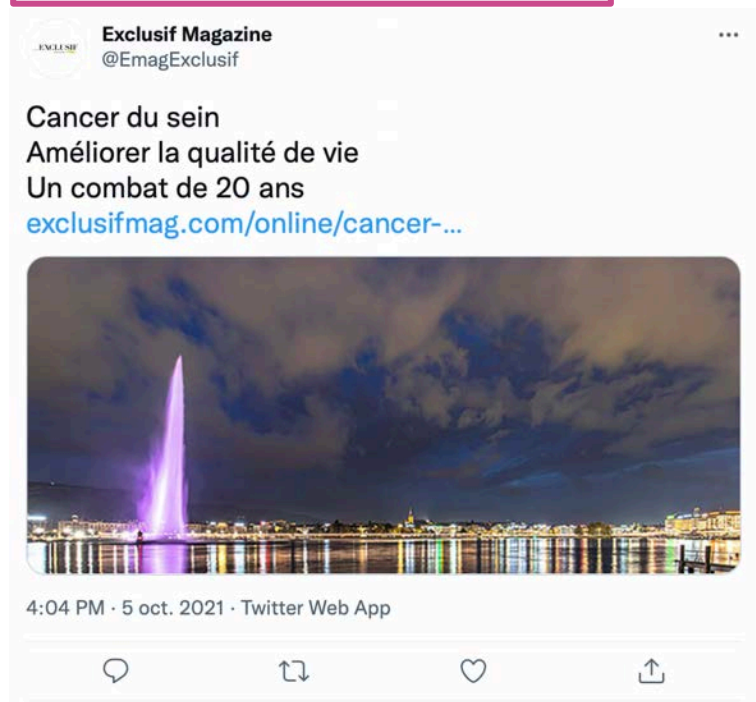 EXCLUSIF
Exclusif Magazine
@EmagExclusif
Cancer du sein
Améliorer la qualité de vie
Un combat de 20 ans
exclusifmag.com/online/cancer-...
4:04 PM · 5 oct. 2021 · Twitter Web App